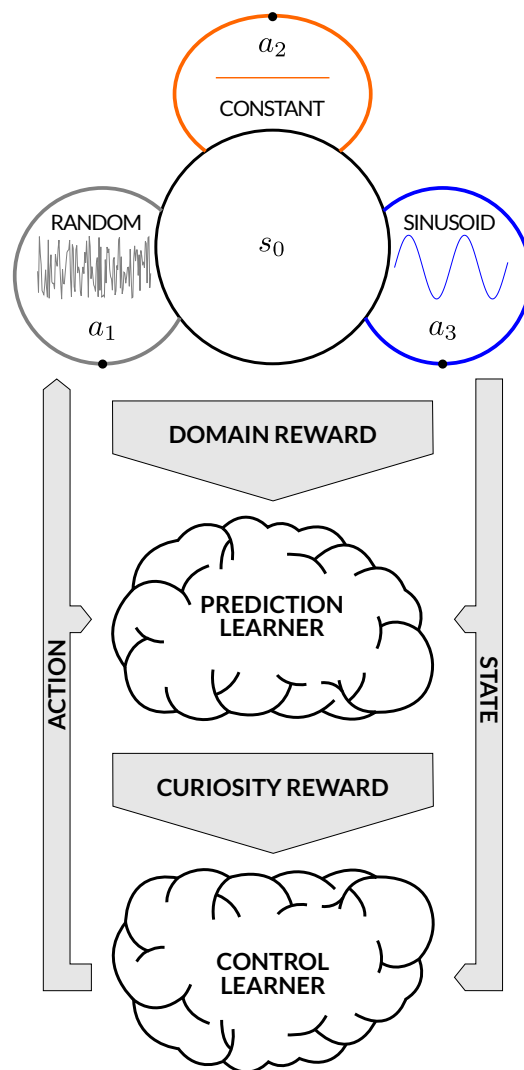 a₂
CONSTANT
RANDOM
a₁
s₀
SINUSOID
a₃
DOMAIN REWARD
PREDICTION
LEARNER
ACTION
STATE
CURIOSITY REWARD
CONTROL
LEARNER